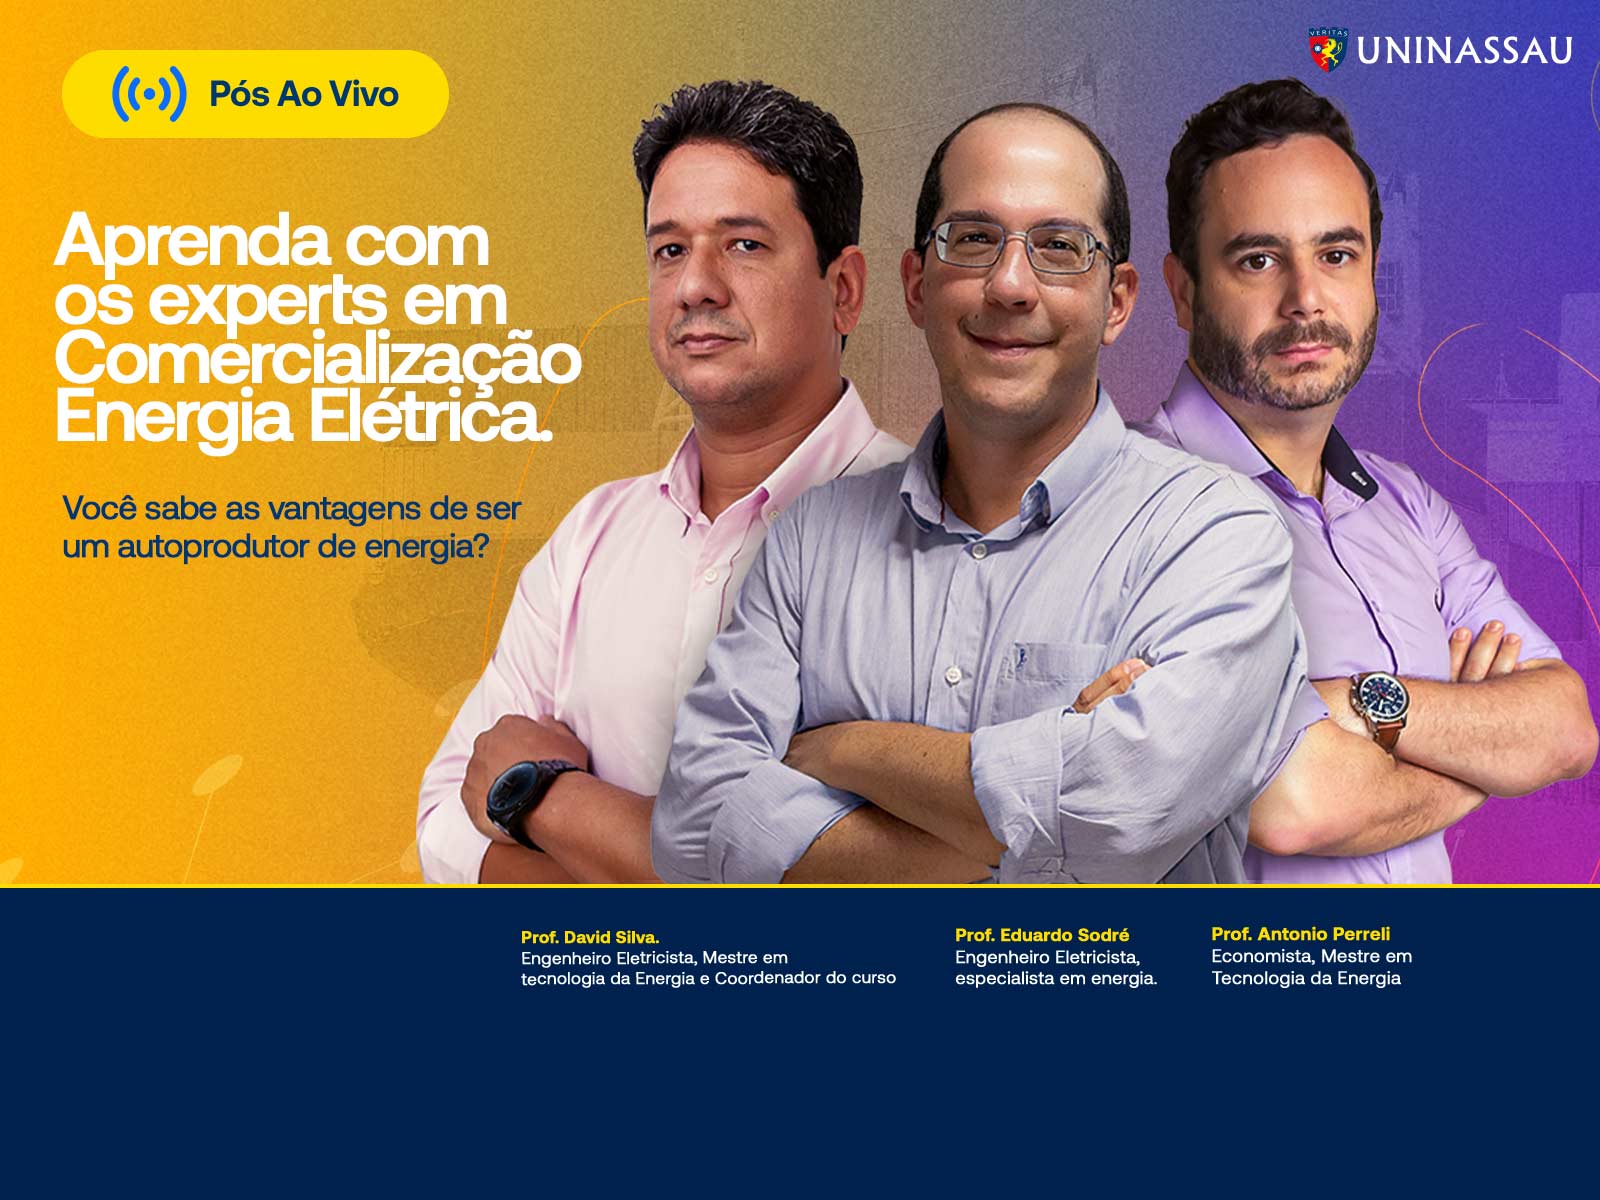 VERITAS
UNINASSAU
Pós Ao Vivo
Aprenda com
os experts em
Comercialização
Energia Elétrica.
Você sabe as vantagens de ser
um autoprodutor de energia?
Prof. David Silva.
Engenheiro Eletricista, Mestre em
tecnologia da Energia e Coordenador do curso
Prof. Eduardo Sodré
Engenheiro Eletricista,
especialista em energia.
Prof. Antonio Perreli
Economista, Mestre em
Tecnologia da Energia